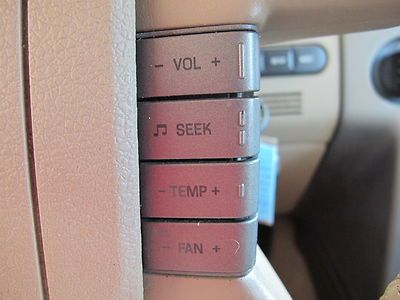 - VOL +
♫ SEEK
- TEMP +
- FAN +